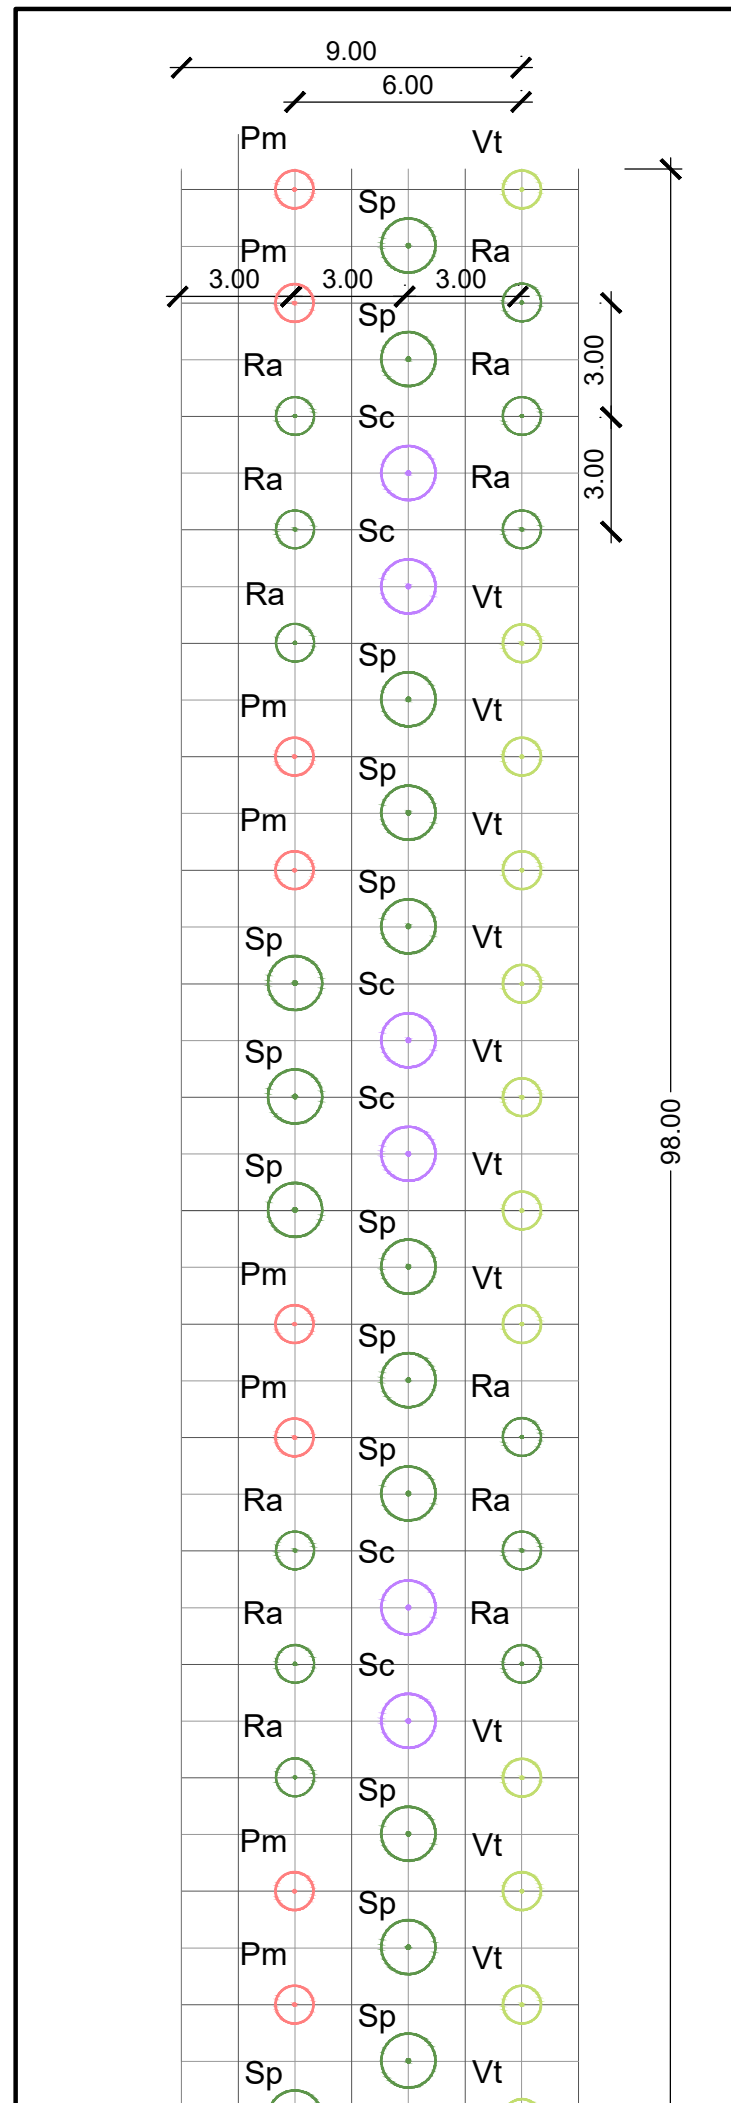 9.00
6.00
Pm Vt
Sp
Pm Ra
3.00 3.00 3.00
Sp
3.00
Ra Ra
Sc
3.00
Ra Ra
Sc
Ra Vt
Sp
Pm Vt
Sp
Pm Vt
Sp
Sp Vt
Sc
Sp Vt
Sc
98.00
Sp Vt
Sp
Pm Vt
Sp
Pm Ra
Sp
Ra Ra
Sc
Ra Ra
Sc
Ra Vt
Sp
Pm Vt
Sp
Pm Vt
Sp
Sp Vt